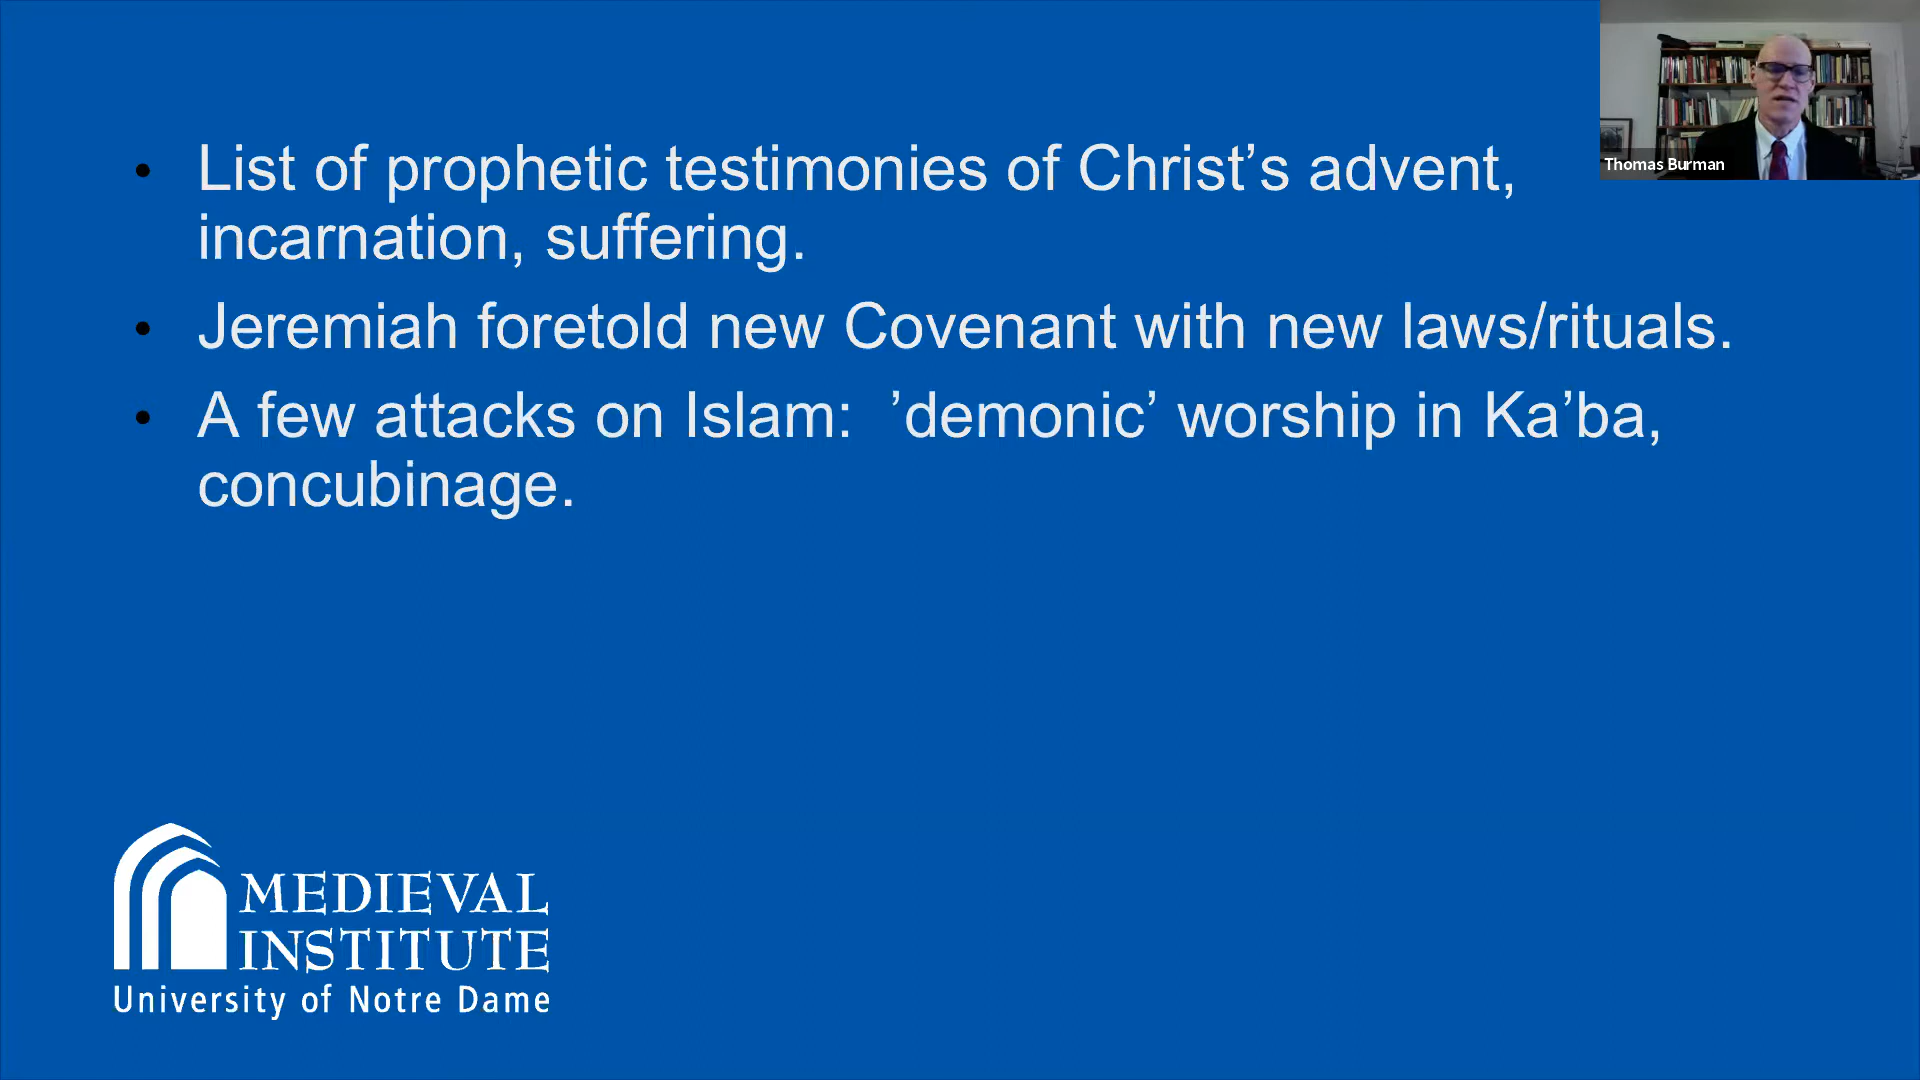 • List of prophetic testimonies of Christ’s advent,
incarnation, suffering.
• Jeremiah foretold new Covenant with new laws/rituals.
• A few attacks on Islam:  ’demonic’ worship in Ka’ba,
concubinage.
Thomas Burman
MEDIEVAL
INSTITUTE
University of Notre Dame